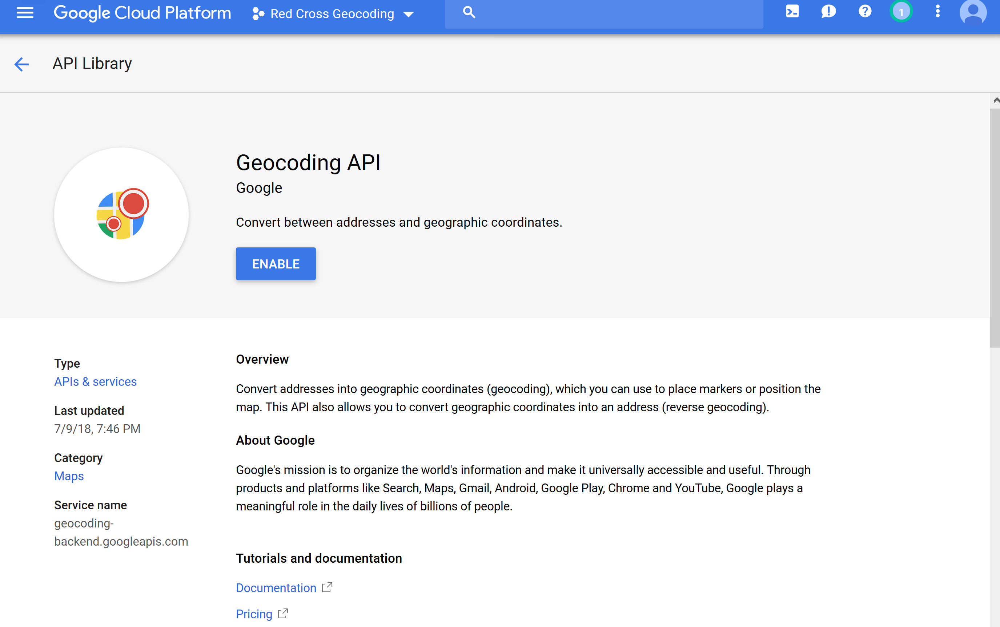 Google Cloud Platform
Red Cross Geocoding
1
API Library
Geocoding API
Google
Convert between addresses and geographic coordinates.
ENABLE
Type
APIs & services
Last updated
7/9/18, 7:46 PM
Category
Maps
Service name
geocoding-
backend.googleapis.com
Overview
Convert addresses into geographic coordinates (geocoding), which you can use to place markers or position the
map. This API also allows you to convert geographic coordinates into an address (reverse geocoding).
About Google
Google's mission is to organize the world's information and make it universally accessible and useful. Through
products and platforms like Search, Maps, Gmail, Android, Google Play, Chrome and YouTube, Google plays a
meaningful role in the daily lives of billions of people.
Tutorials and documentation
Documentation
Pricing